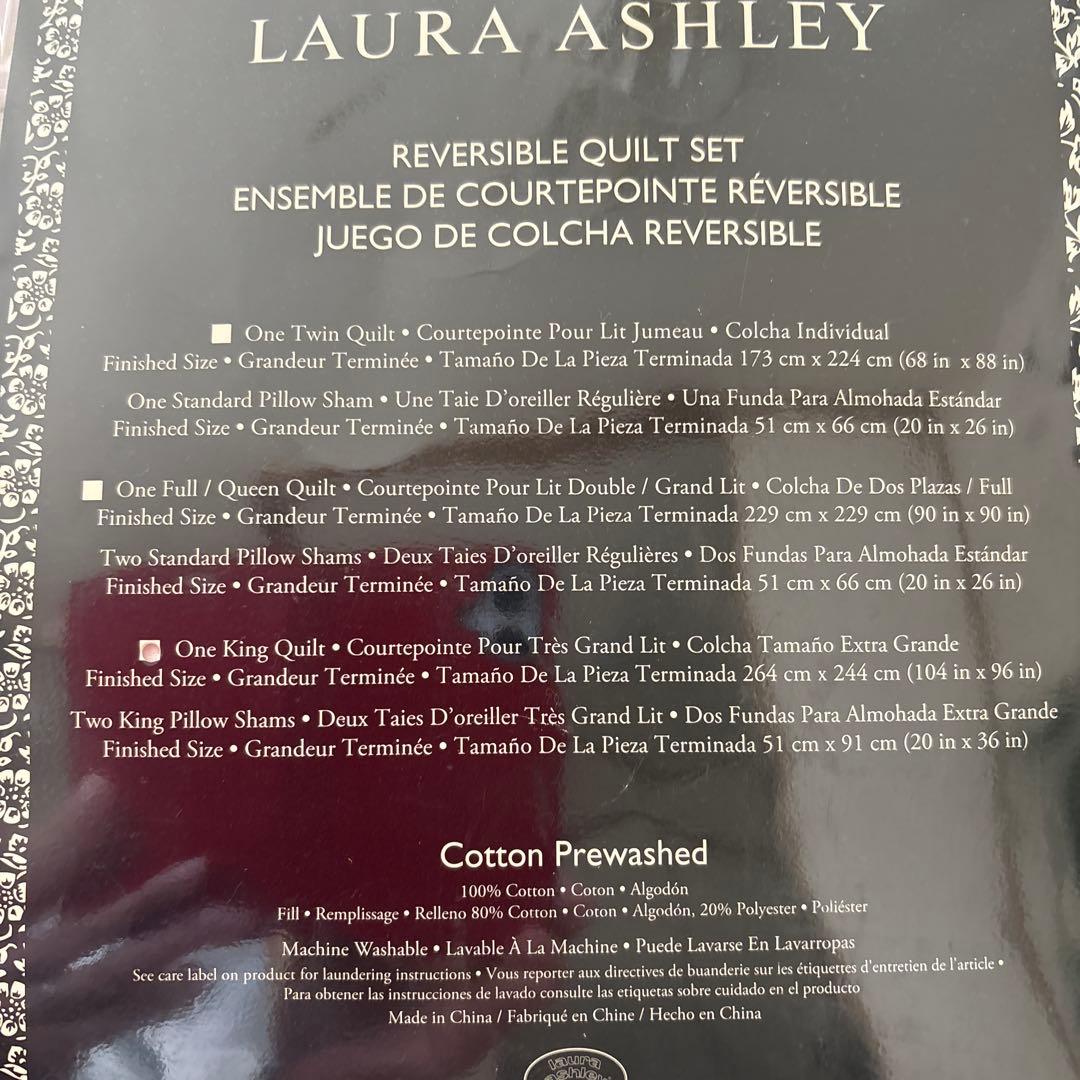 LAURA ASHLEY
REVERSIBLE QUILT SET
ENSEMBLE DE COURTEPOINTE RÉVERSIBLE
JUEGO DE COLCHA REVERSIBLE
One Twin Quilt • Courtepointe Pour Lit Jumeau • Colcha Individual
Finished Size • Grandeur Terminée • Tamaño De La Pieza Terminada 173 cm x 224 cm (68 in x 88 in)
One Standard Pillow Sham • Une Taie D'oreiller Régulière • Una Funda Para Almohada Estándar
Finished Size • Grandeur Terminée • Tamaño De La Pieza Terminada 51 cm x 66 cm (20 in x 26 in)
One Full / Queen Quilt • Courtepointe Pour Lit Double / Grand Lit • Colcha De Dos Plazas / Full
Finished Size • Grandeur Terminée • Tamaño De La Pieza Terminada 229 cm x 229 cm (90 in x 90 in)
Two Standard Pillow Shams • Deux Taies D'oreiller Régulières • Dos Fundas Para Almohada Estándar
Finished Size • Grandeur Terminée • Tamaño De La Pieza Terminada 51 cm x 66 cm (20 in x 26 in)
One King Quilt • Courtepointe Pour Très Grand Lit • Colcha Tamaño Extra Grande
Finished Size • Grandeur Terminée • Tamaño De La Pieza Terminada 264 cm x 244 cm (104 in x 96 in)
Two King Pillow Shams • Deux Taies D'oreiller Très Grand Lit • Dos Fundas Para Almohada Extra Grande
Finished Size • Grandeur Terminée • Tamaño De La Pieza Terminada 51 cm x 91 cm (20 in x 36 in)
Cotton Prewashed
100% Cotton • Coton • Algodón
Fill • Remplissage • Relleno 80% Cotton • Coton • Algodón, 20% Polyester • Poliéster
Machine Washable • Lavable À La Machine • Puede Lavarse En Lavarropas
See care label on product for laundering instructions • Vous reporter aux directives de buanderie sur les étiquettes d'entretien de l'article •
Para obtener las instrucciones de lavado consulte las etiquetas sobre cuidado en el producto
Made in China / Fabriqué en Chine / Hecho en China
laura
ashley